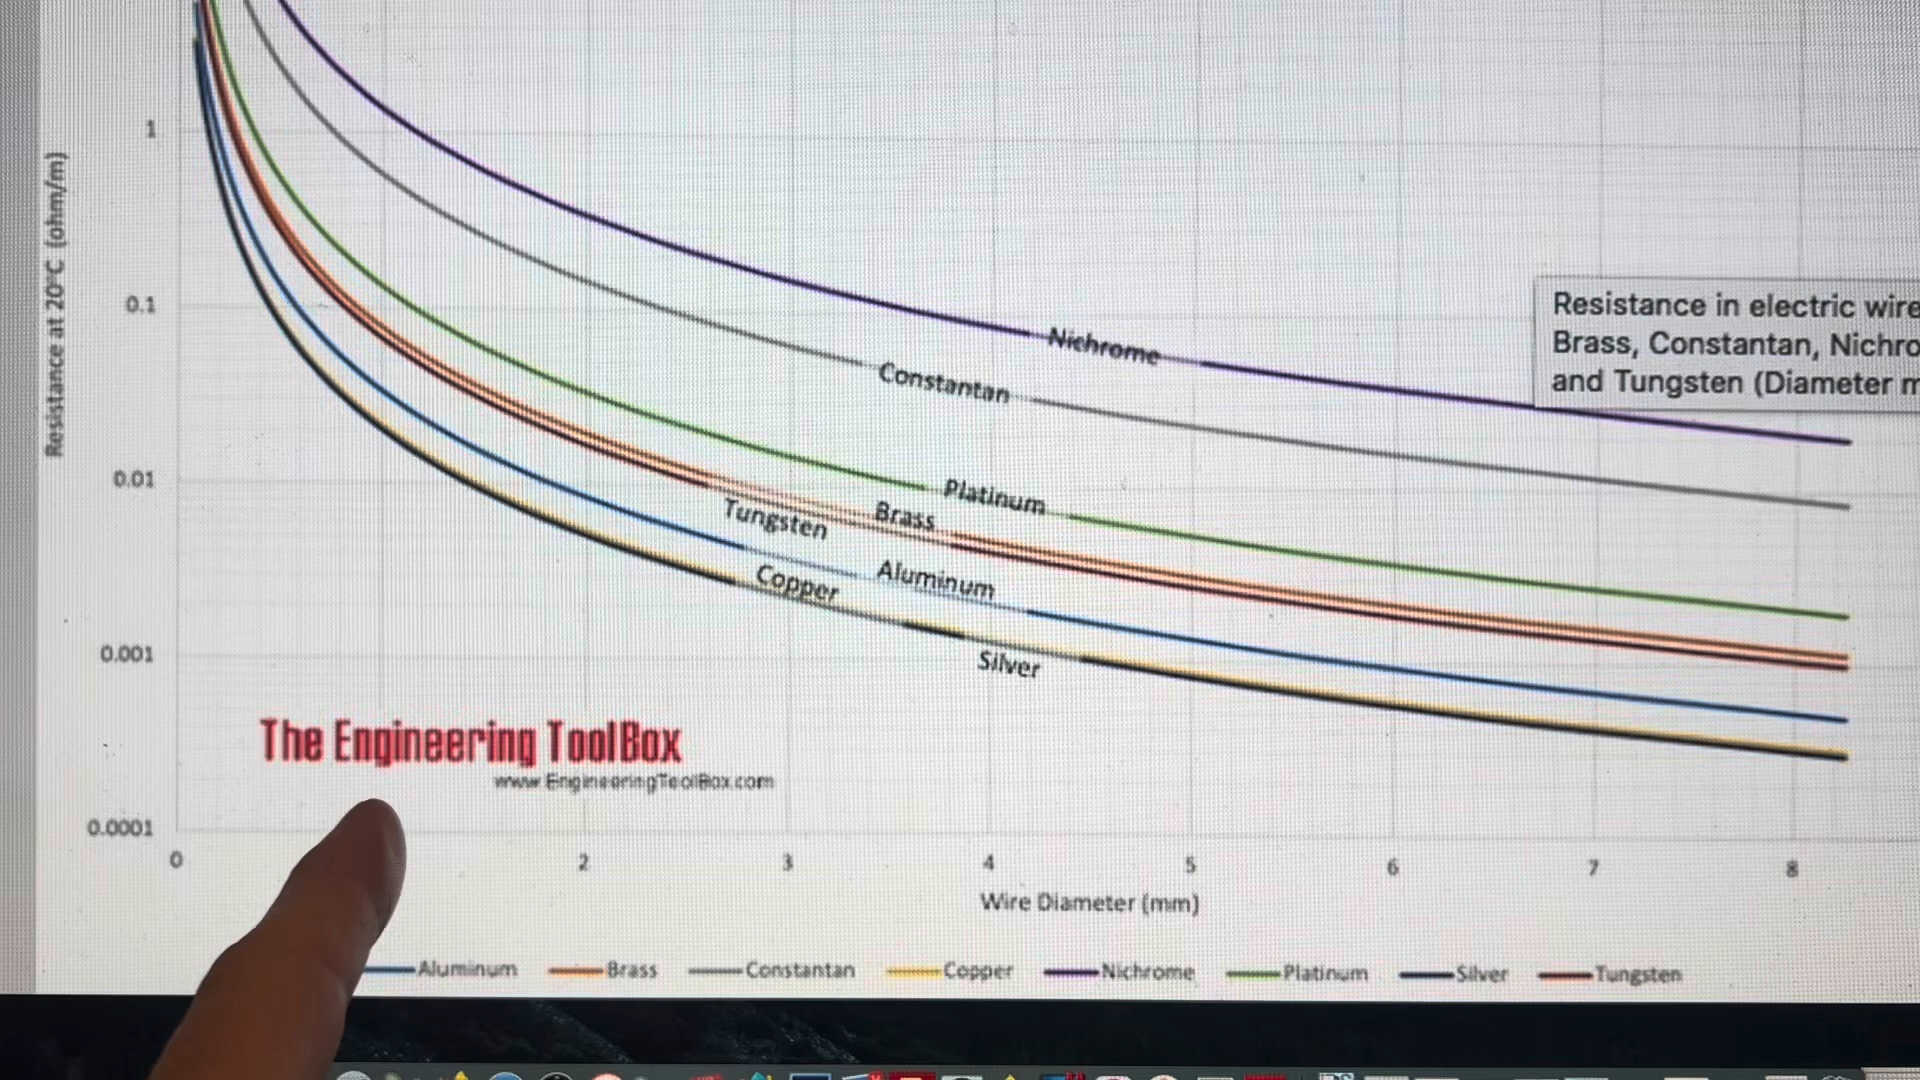 1
0.1
0.01
0.001
0.0001
Resistance at 20°C (ohm/m)
Nichrome
Constantan
Platinum
Brass
Tungsten
Aluminum
Copper
Silver
Resistance in electric wire
Brass, Constantan, Nichro
and Tungsten (Diameter m
The Engineering ToolBox
www.EngineeringToolBox.com
0 2 3 4 5 6 7 8
Wire Diameter (mm)
Aluminum Brass Constantan Copper Nichrome Platinum Silver Tungsten